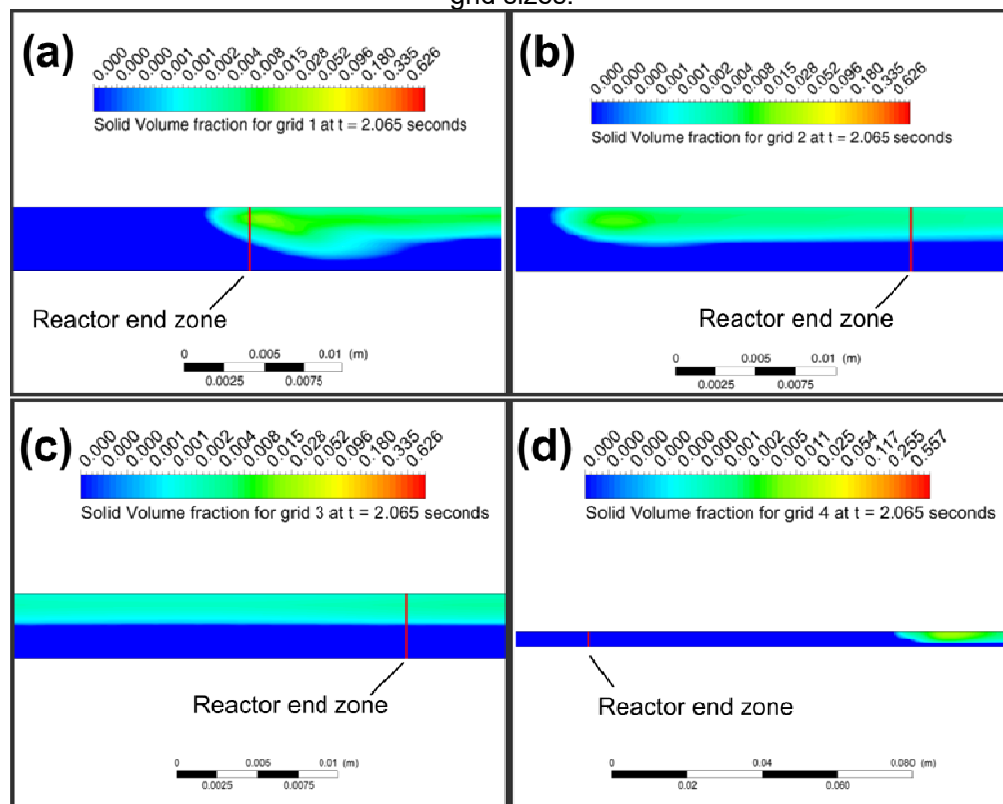 grid sizes.
(a)
0.000 0.000 0.000 0.001 0.001 0.002 0.004 0.008 0.015 0.028 0.052 0.096 0.180 0.335 0.626
Solid Volume fraction for grid 1 at t = 2.065 seconds
Reactor end zone
0 0.005 0.01 (m)
0.0025 0.0075
(b)
0.000 0.000 0.000 0.001 0.001 0.002 0.004 0.008 0.015 0.028 0.052 0.096 0.180 0.335 0.626
Solid Volume fraction for grid 2 at t = 2.065 seconds
Reactor end zone
0 0.005 0.01 (m)
0.0025 0.0075
(c)
0.000 0.000 0.000 0.001 0.001 0.002 0.004 0.008 0.015 0.028 0.052 0.096 0.180 0.335 0.626
Solid Volume fraction for grid 3 at t = 2.065 seconds
Reactor end zone
0 0.005 0.01 (m)
0.0025 0.0075
(d)
0.000 0.000 0.000 0.000 0.000 0.000 0.001 0.002 0.005 0.011 0.025 0.054 0.117 0.255 0.557
Solid Volume fraction for grid 4 at t = 2.065 seconds
Reactor end zone
0 0.04 0.080 (m)
0.02 0.060